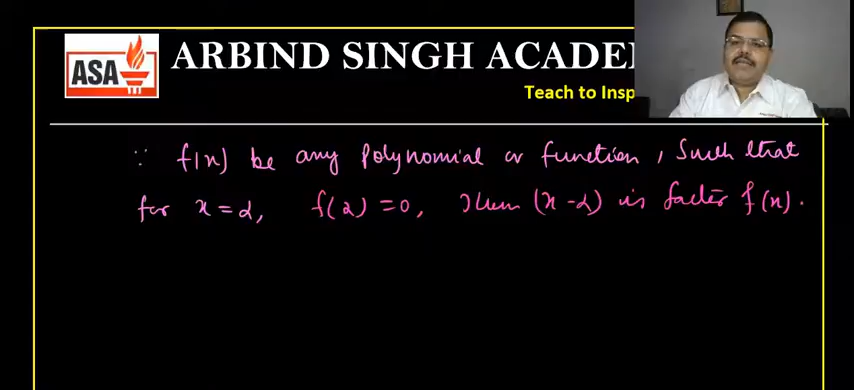 ASA
ARBIND SINGH ACADE
Teach to Insp
∵ f(x) be any polynomial or function, Such that
for x = α, f(α) = 0, Then (x - α) is factor f(x).